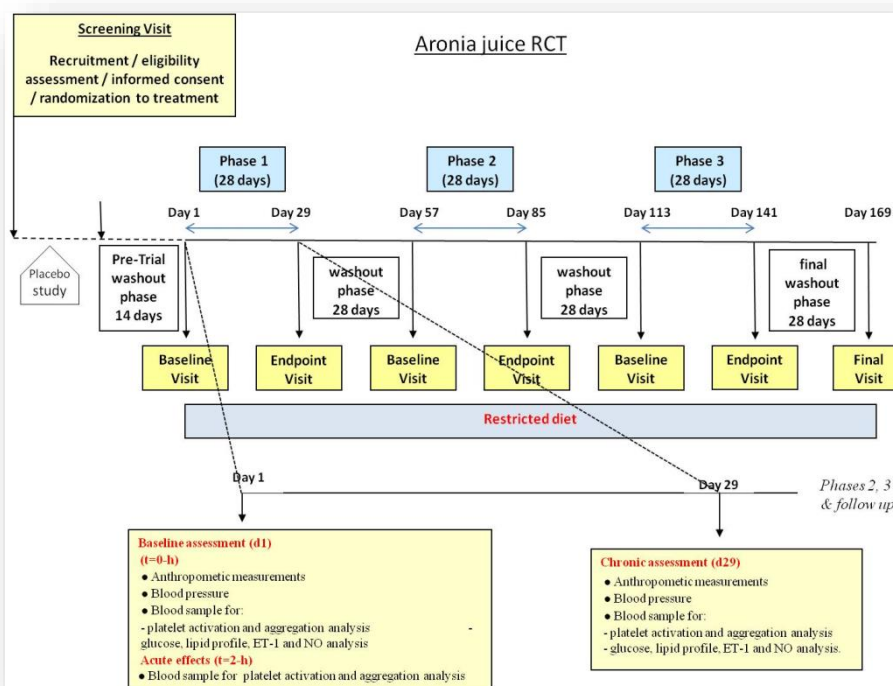 Screening Visit
Recruitment / eligibility
assessment / informed consent
/ randomization to treatment
Aronia juice RCT
Phase 1
(28 days)
Phase 2
(28 days)
Phase 3
(28 days)
Day 1
Day 29
Day 57
Day 85
Day 113
Day 141
Day 169
Placebo
study
Pre-Trial
washout
phase
14 days
washout
phase
28 days
washout
phase
28 days
final
washout
phase
28 days
Baseline
Visit
Endpoint
Visit
Baseline
Visit
Endpoint
Visit
Baseline
Visit
Endpoint
Visit
Final
Visit
Restricted diet
Day 1
Day 29
Phases 2, 3
& follow up
Baseline assessment (d1)
(t=0-h)
● Anthropometic measurements
● Blood pressure
● Blood sample for:
- platelet activation and aggregation analysis -
glucose, lipid profile, ET-1 and NO analysis
Acute effects (t=2-h)
● Blood sample for platelet activation and aggregation analysis
Chronic assessment (d29)
● Anthropometic measurements
● Blood pressure
● Blood sample for:
- platelet activation and aggregation analysis
- glucose, lipid profile, ET-1 and NO analysis.